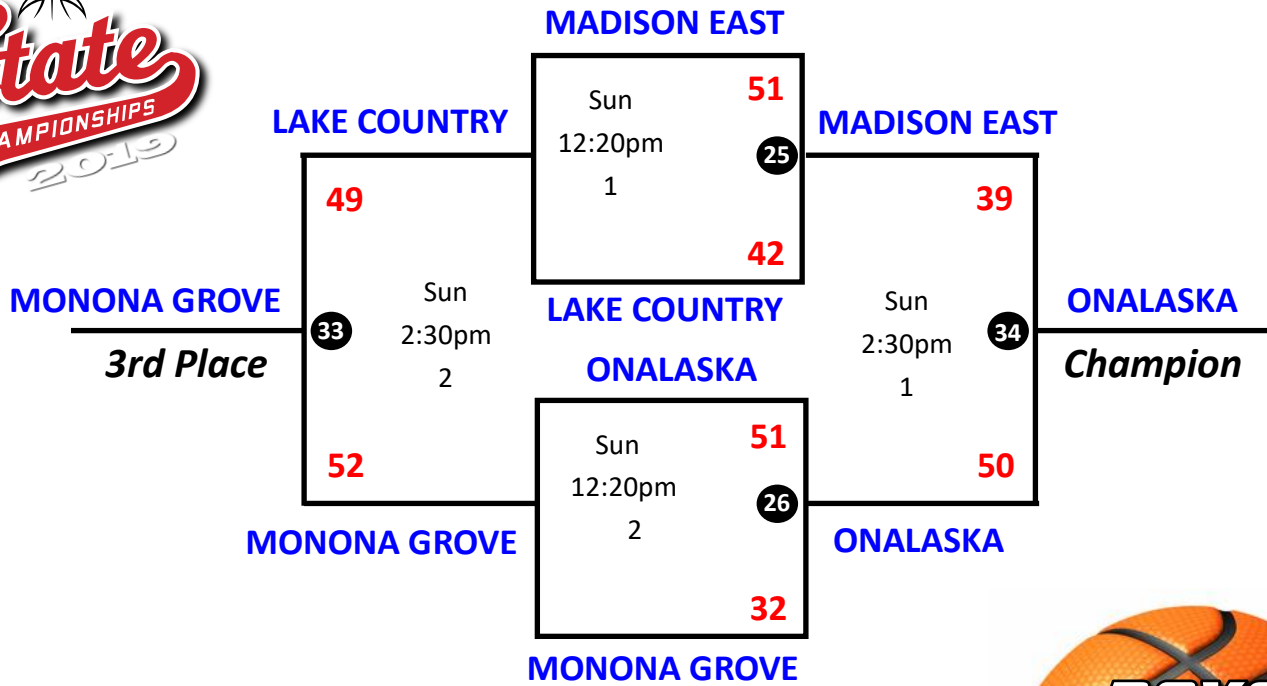 MADISON EAST
Sun
12:20pm
1
51
25
42
LAKE COUNTRY
LAKE COUNTRY
MADISON EAST
49
Sun
2:30pm
2
33
52
MONONA GROVE
3rd Place
39
Sun
2:30pm
1
34
50
ONALASKA
Champion
ONALASKA
Sun
12:20pm
2
51
26
32
MONONA GROVE
ONALASKA
MONONA GROVE
2019